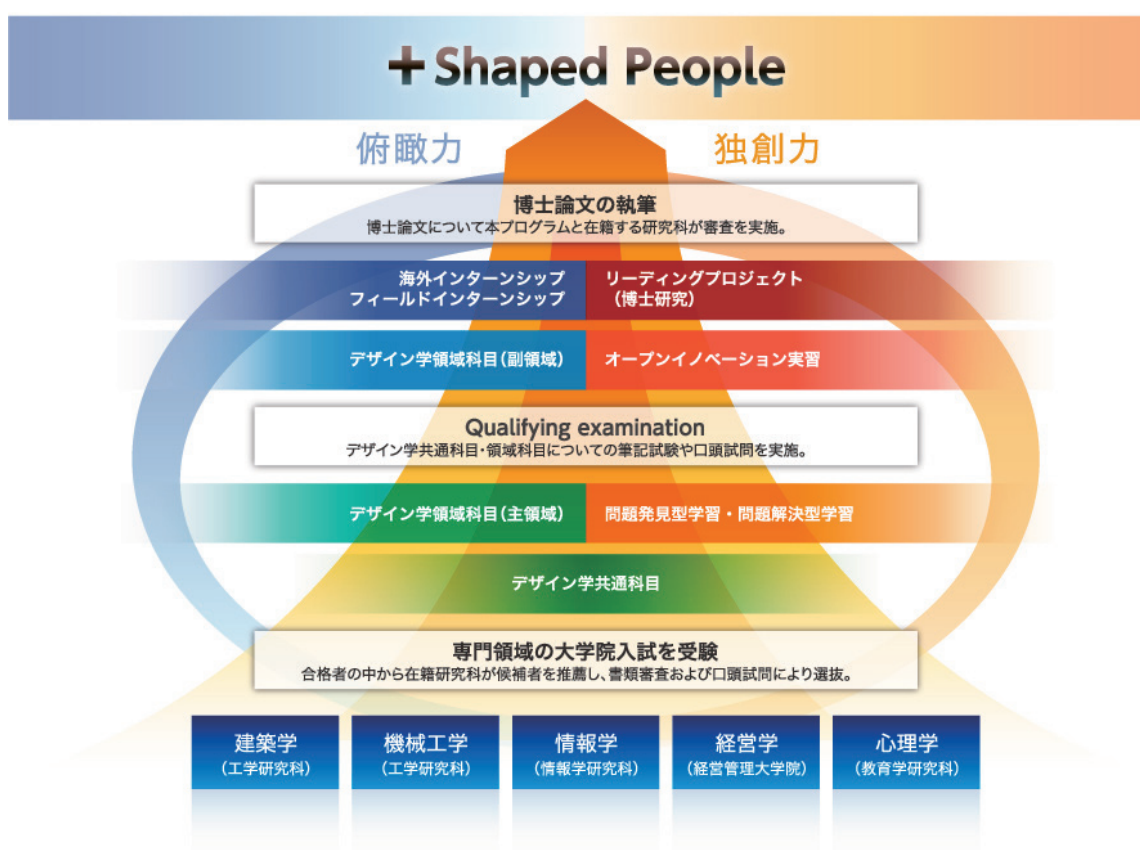 +Shaped People
俯瞰力
独創力
博士論文の執筆
博士論文について本プログラムと在籍する研究科が審査を実施。
海外インターンシップ
フィールドインターンシップ
リーディングプロジェクト
(博士研究)
デザイン学領域科目(副領域)
オープンイノベーション実習
Qualifying examination
デザイン学共通科目・領域科目についての筆記試験や口頭試問を実施。
デザイン学領域科目(主領域)
問題発見型学習・問題解決型学習
デザイン学共通科目
専門領域の大学院入試を受験
合格者の中から在籍研究科が候補者を推薦し、書類審査および口頭試問により選抜。
建築学
(工学研究科)
機械工学
(工学研究科)
情報学
(情報学研究科)
経営学
(経営管理大学院)
心理学
(教育学研究科)